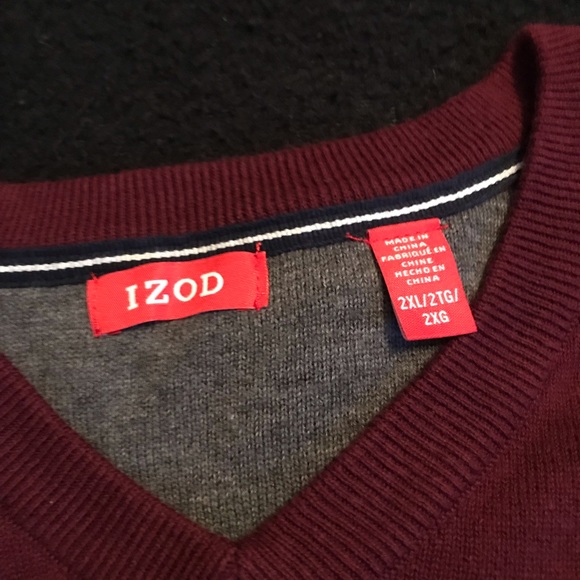 IZOD
MADE IN
CHINA
FABRIQUÉ EN
CHINE
HECHO EN
CHINA
2XL/2TG/
2XG